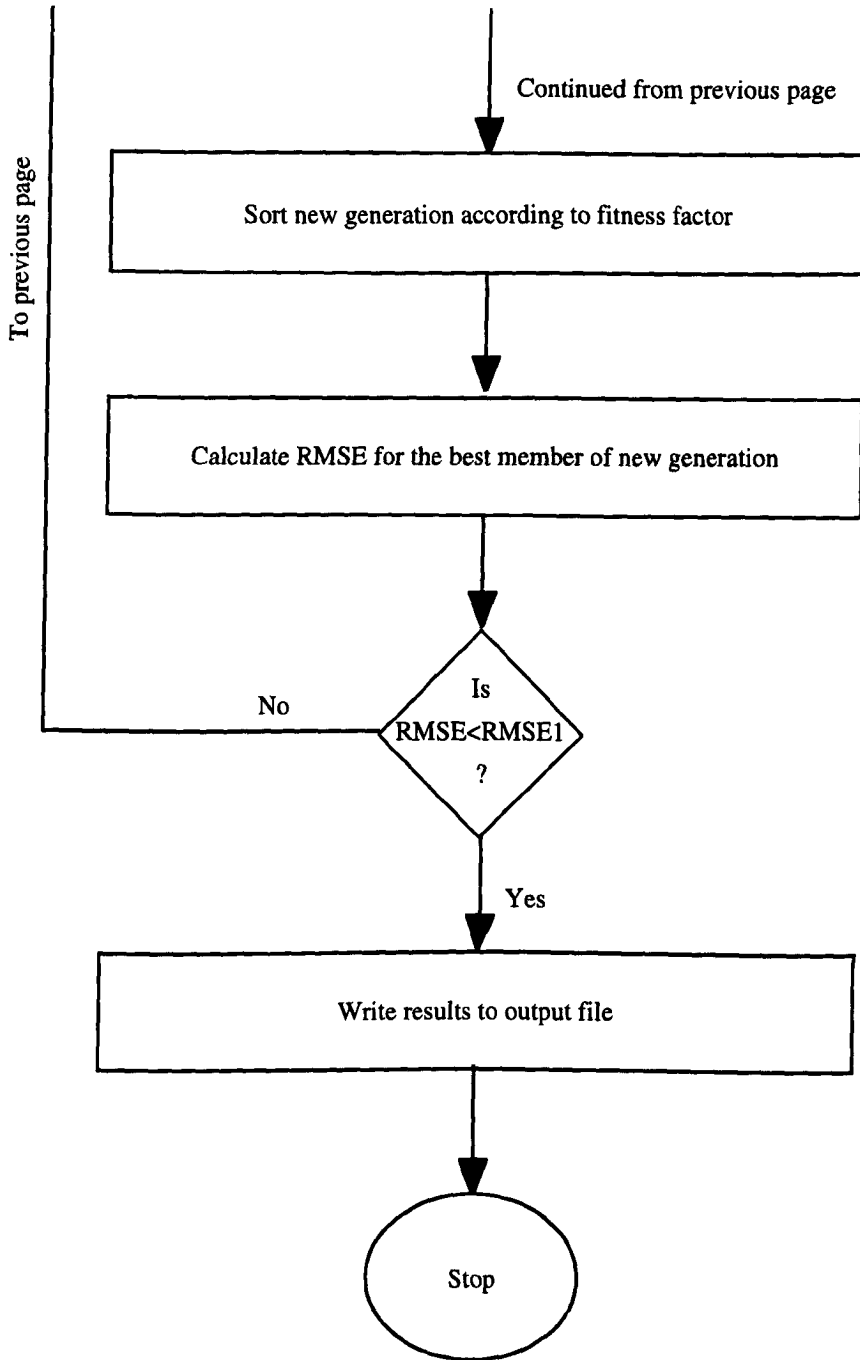 Continued from previous page
To previous page
Sort new generation according to fitness factor
Calculate RMSE for the best member of new generation
Is
RMSE<RMSE1
?
No
Yes
Write results to output file
Stop